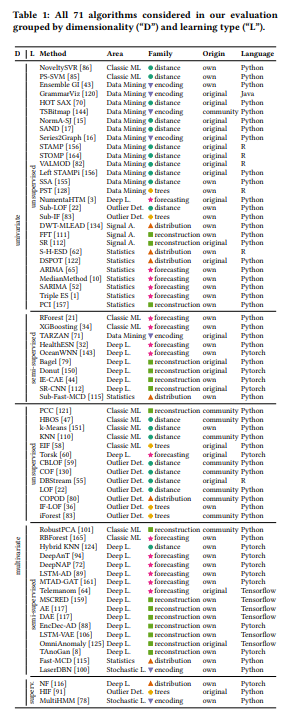 Table 1: All 71 algorithms considered in our evaluation
grouped by dimensionality ("D") and learning type ("L").
D L Method Area Family Origin Language
univariate
unsupervised
NoveltySVR [86] Classic ML distance own Python
PS-SVM [85] Classic ML distance own Python
Ensemble GI [43] Data Mining encoding own Python
GrammarViz [120] Data Mining encoding original Java
HOT SAX [70] Data Mining distance original Python
TSBitmap [144] Data Mining encoding community Python
NormA-SJ [15] Data Mining distance original Python
SAND [17] Data Mining distance original Python
Series2Graph [16] Data Mining encoding original Python
STAMP [156] Data Mining distance original R
STOMP [164] Data Mining distance original R
VALMOD [82] Data Mining distance original R
Left STAMPi [156] Data Mining distance original Python
SSA [155] Data Mining distance own Python
PST [128] Data Mining trees own R
NumentaHTM [3] Deep L. forecasting original Python
Sub-LOF [22] Outlier Det. distance own Python
Sub-IF [83] Outlier Det. trees own Python
DWT-MLEAD [134] Signal A. distribution own Python
FFT [111] Signal A. reconstruction own Python
SR [112] Signal A. reconstruction original Python
S-H-ESD [62] Statistics distribution own Python
DSPOT [122] Statistics distribution original Python
ARIMA [65] Statistics forecasting own Python
MedianMethod [10] Statistics forecasting own Python
SARIMA [52] Statistics forecasting own Python
Triple ES [1] Statistics forecasting own Python
PCI [157] Statistics reconstruction own Python
semi-supervised
RForest [21] Classic ML forecasting own Python
XGBoosting [34] Classic ML forecasting own Python
TARZAN [71] Data Mining encoding original Python
HealthESN [32] Deep L. forecasting own Python
OceanWNN [143] Deep L. forecasting own Pytorch
Bagel [79] Deep L. reconstruction original Pytorch
Donut [150] Deep L. reconstruction original Pytorch
IE-CAE [44] Deep L. reconstruction own Pytorch
SR-CNN [112] Deep L. reconstruction original Pytorch
Sub-Fast-MCD [115] Statistics distribution own Python
multivariate
unsupervised
PCC [121] Classic ML reconstruction community Python
HBOS [47] Classic ML distance community Python
k-Means [151] Classic ML distance own Python
KNN [110] Classic ML distance community Python
EIF [58] Classic ML trees original Python
Torsk [60] Deep L. forecasting original Pytorch
CBLOF [59] Outlier Det. distance community Python
COF [130] Outlier Det. distance community Python
DBStream [55] Outlier Det. distance original R
LOF [22] Outlier Det. distance community Python
COPOD [80] Outlier Det. distribution community Python
IF-LOF [36] Outlier Det. trees own Python
iForest [83] Outlier Det. trees community Python
semi-supervised
RobustPCA [101] Classic ML reconstruction community Python
RBForest [165] Classic ML forecasting own Python
Hybrid KNN [124] Deep L. distance own Pytorch
DeepAnT [94] Deep L. forecasting own Pytorch
DeepNAP [72] Deep L. forecasting own Pytorch
LSTM-AD [89] Deep L. forecasting own Pytorch
MTAD-GAT [161] Deep L. forecasting own Pytorch
Telemanom [64] Deep L. forecasting original Tensorflow
MSCRED [159] Deep L. reconstruction own Tensorflow
AE [117] Deep L. reconstruction own Tensorflow
DAE [117] Deep L. reconstruction own Tensorflow
EncDec-AD [88] Deep L. reconstruction own Pytorch
LSTM-VAE [106] Deep L. reconstruction own Tensorflow
OmniAnomaly [125] Deep L. reconstruction original Tensorflow
TAnoGan [8] Deep L. reconstruction original Pytorch
Fast-MCD [115] Statistics distribution own Python
LaserDBN [100] Stochastic L. encoding own Python
superv.
NF [116] Deep L. distribution own Pytorch
HIF [91] Outlier Det. trees original Python
MultiHMM [78] Stochastic L. encoding own Python